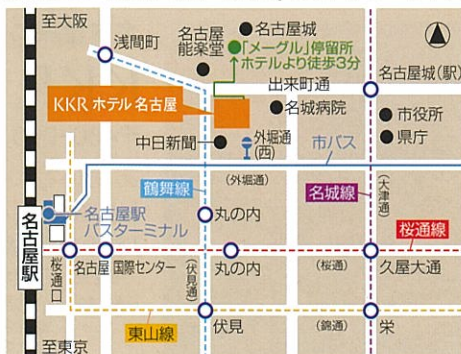 至大阪
浅間町
名古屋
能楽堂
名古屋城
「メーグル」停留所
ホテルより徒歩3分
名古屋城(駅)
出来町通
KKR ホテル 名古屋
名城病院
市役所
県庁
中日新聞
外堀通
(西)
市バス
(外堀通)
鶴舞線
名城線
(大津通)
名古屋駅
バスターミナル
丸の内
桜通線
名古屋駅
桜通口
名古屋
国際センター
(伏見通)
丸の内
(桜通)
久屋大通
東山線
伏見
(錦通)
栄
至東京